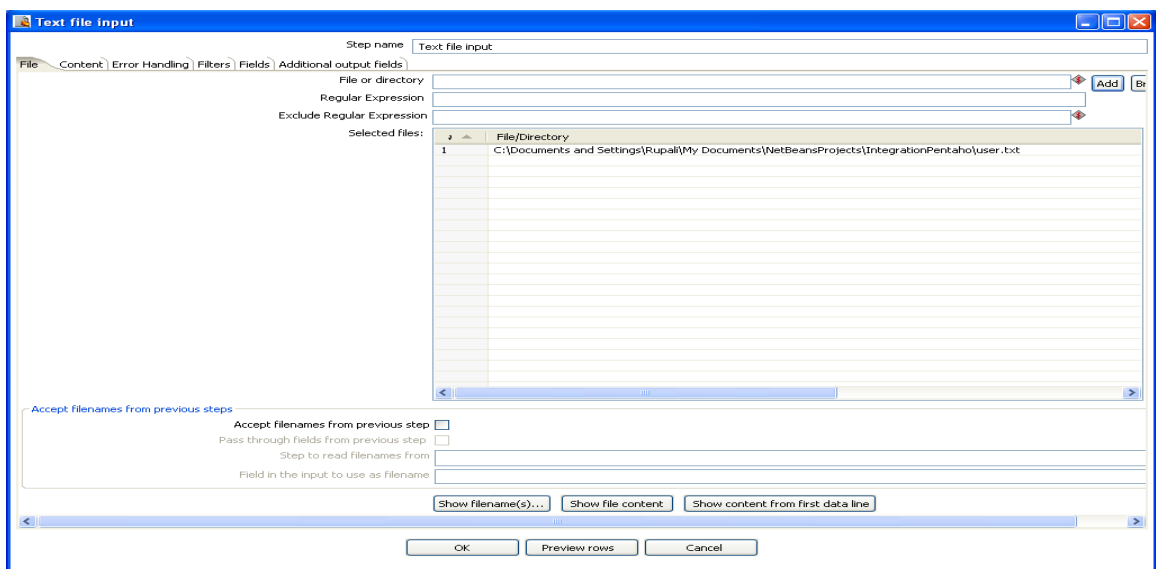 Text file input
Step name Text file input
File Content Error Handling Filters Fields Additional output fields
File or directory Add
Regular Expression
Exclude Regular Expression
Selected files: File/Directory
1 C:\Documents and Settings\Rupali\My Documents\NetBeansProjects\IntegrationPentaho\user.txt
Accept filenames from previous steps
Accept filenames from previous step
Pass through fields from previous step
Step to read filenames from
Field in the input to use as filename
Show filename(s)... Show file content Show content from first data line
OK Preview rows Cancel